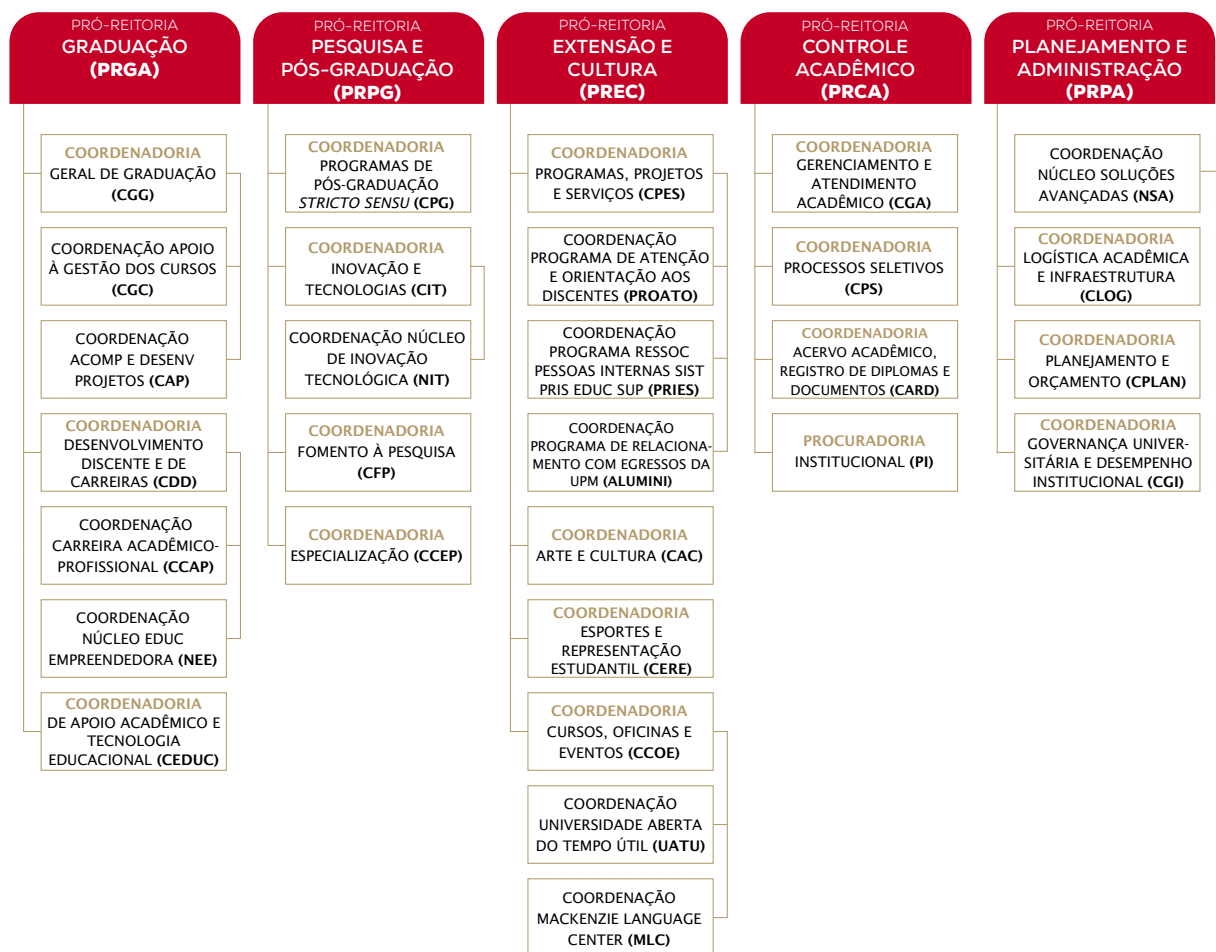 PRÓ-REITORIA
GRADUAÇÃO
(PRGA)
COORDENADORIA
GERAL DE GRADUAÇÃO
(CGG)
COORDENAÇÃO APOIO
À GESTÃO DOS CURSOS
(CGC)
COORDENAÇÃO
ACOMP E DESENV
PROJETOS (CAP)
COORDENADORIA
DESENVOLVIMENTO
DISCENTE E DE
CARREIRAS (CDD)
COORDENAÇÃO
CARREIRA ACADÊMICO-
PROFISSIONAL (CCAP)
COORDENAÇÃO
NÚCLEO EDUC
EMPREENDEDORA (NEE)
COORDENADORIA
DE APOIO ACADÊMICO E
TECNOLOGIA
EDUCACIONAL (CEDUC)
PRÓ-REITORIA
PESQUISA E
PÓS-GRADUAÇÃO
(PRPG)
COORDENADORIA
PROGRAMAS DE
PÓS-GRADUAÇÃO
STRICTO SENSU (CPG)
COORDENADORIA
INOVAÇÃO E
TECNOLOGIAS (CIT)
COORDENAÇÃO NÚCLEO
DE INOVAÇÃO
TECNOLÓGICA (NIT)
COORDENADORIA
FOMENTO À PESQUISA
(CFP)
COORDENADORIA
ESPECIALIZAÇÃO (CCEP)
PRÓ-REITORIA
EXTENSÃO E
CULTURA
(PREC)
COORDENADORIA
PROGRAMAS, PROJETOS
E SERVIÇOS (CPES)
COORDENAÇÃO
PROGRAMA DE ATENÇÃO
E ORIENTAÇÃO AOS
DISCENTES (PROATO)
COORDENAÇÃO
PROGRAMA RESSOC
PESSOAS INTERNAS SIST
PRIS EDUC SUP (PRIES)
COORDENAÇÃO
PROGRAMA DE RELACIONA-
MENTO COM EGRESSOS DA
UPM (ALUMINI)
COORDENADORIA
ARTE E CULTURA (CAC)
COORDENADORIA
ESPORTES E
REPRESENTAÇÃO
ESTUDANTIL (CERE)
COORDENADORIA
CURSOS, OFICINAS E
EVENTOS (CCOE)
COORDENAÇÃO
UNIVERSIDADE ABERTA
DO TEMPO ÚTIL (UATU)
COORDENAÇÃO
MACKENZIE LANGUAGE
CENTER (MLC)
PRÓ-REITORIA
CONTROLE
ACADÊMICO
(PRCA)
COORDENADORIA
GERENCIAMENTO E
ATENDIMENTO
ACADÊMICO (CGA)
COORDENADORIA
PROCESSOS SELETIVOS
(CPS)
COORDENADORIA
ACERVO ACADÊMICO,
REGISTRO DE DIPLOMAS E
DOCUMENTOS (CARD)
PROCURADORIA
INSTITUCIONAL (PI)
PRÓ-REITORIA
PLANEJAMENTO E
ADMINISTRAÇÃO
(PRPA)
COORDENAÇÃO
NÚCLEO SOLUÇÕES
AVANÇADAS (NSA)
COORDENADORIA
LOGÍSTICA ACADÊMICA
E INFRAESTRUTURA
(CLOG)
COORDENADORIA
PLANEJAMENTO E
ORÇAMENTO (CPLAN)
COORDENADORIA
GOVERNANÇA UNIVER-
SITÁRIA E DESEMPENHO
INSTITUCIONAL (CGI)